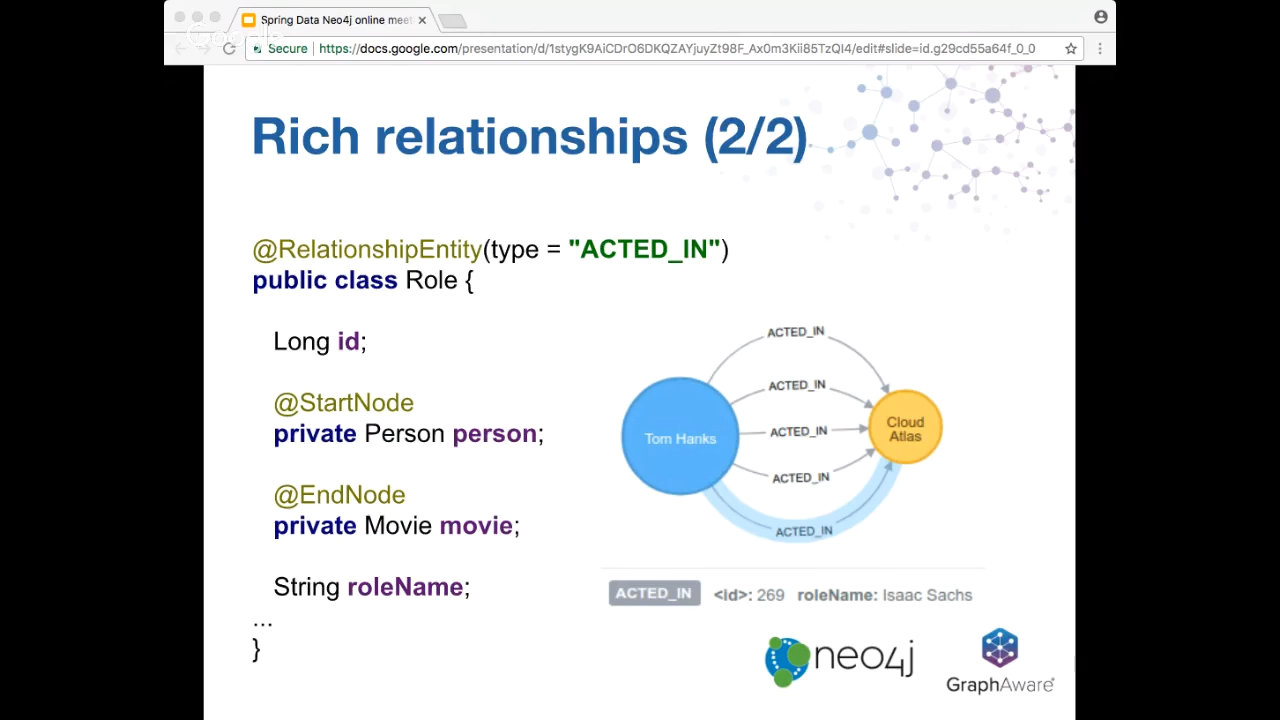 Spring Data Neo4j online meet
Secure
https://docs.google.com/presentation/d/1stygK9AiCDrO6DKQZAYjuyZt98F_Ax0m3Kii85TzQI4/edit#slide=id.g29cd55a64f_0_0
Rich relationships (2/2)
@RelationshipEntity(type = "ACTED_IN")
public class Role {
Long id;
@StartNode
private Person person;
@EndNode
private Movie movie;
String roleName;
...
}
ACTED_IN
ACTED_IN
ACTED_IN
ACTED_IN
ACTED_IN
Tom Hanks
Cloud
Atlas
ACTED_IN <id>: 269 roleName: Isaac Sachs
neo4j
GraphAware